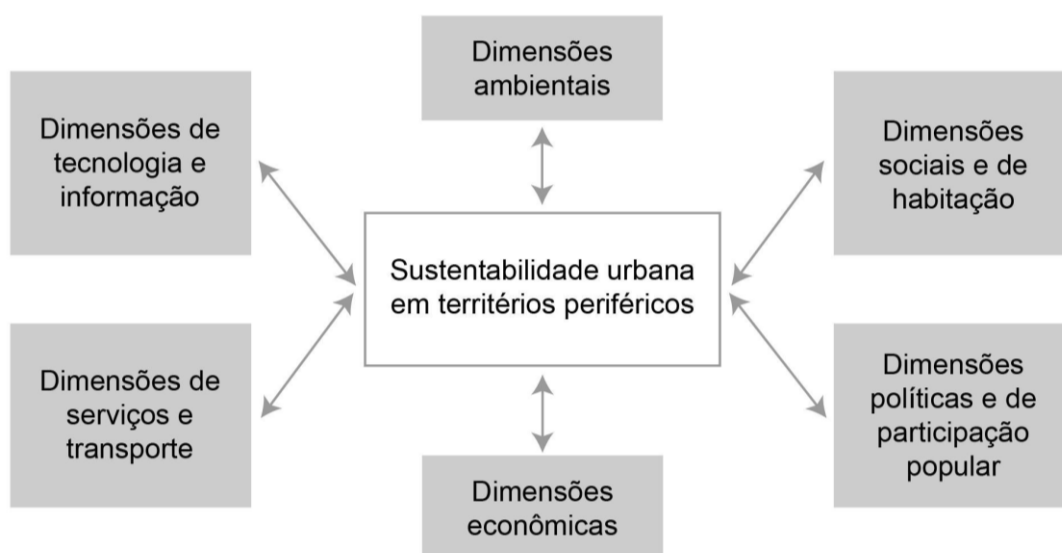 Dimensões
ambientais
Dimensões de
tecnologia e
informação
Dimensões
sociais e de
habitação
Sustentabilidade urbana
em territérios periféricos
Dimensões de
serviços e
transporte
Dimensões
políticas e de
participação
popular
Dimensões
econômicas